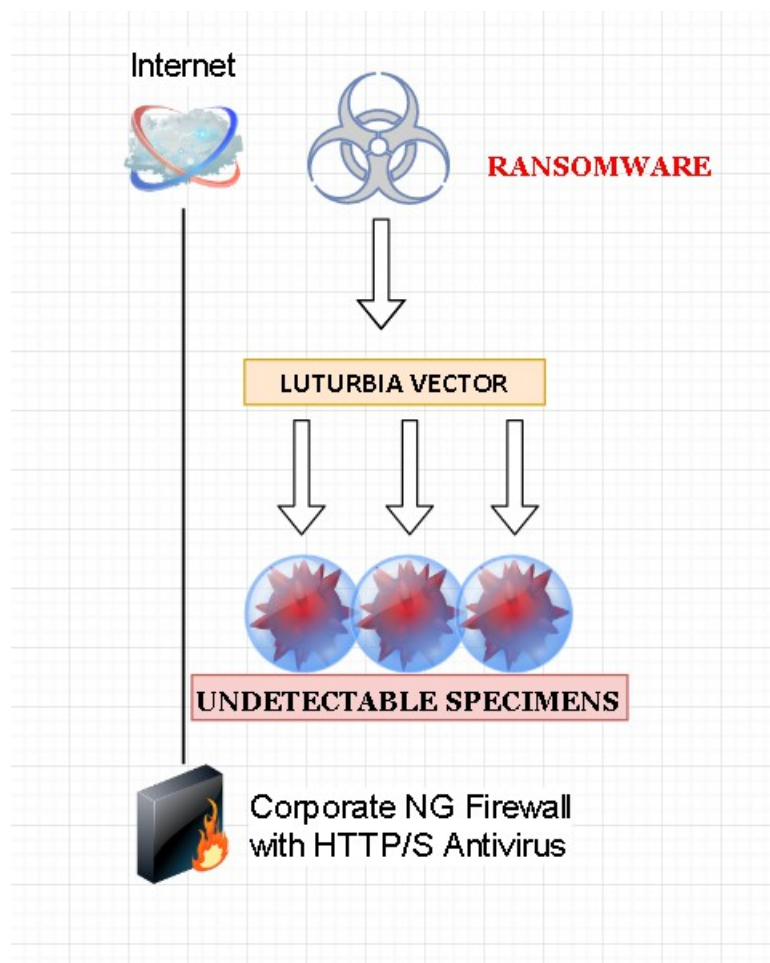 Internet
RANSOMWARE
LUTURBIA VECTOR
UNDETECTABLE SPECIMENS
Corporate NG Firewall
with HTTP/S Antivirus